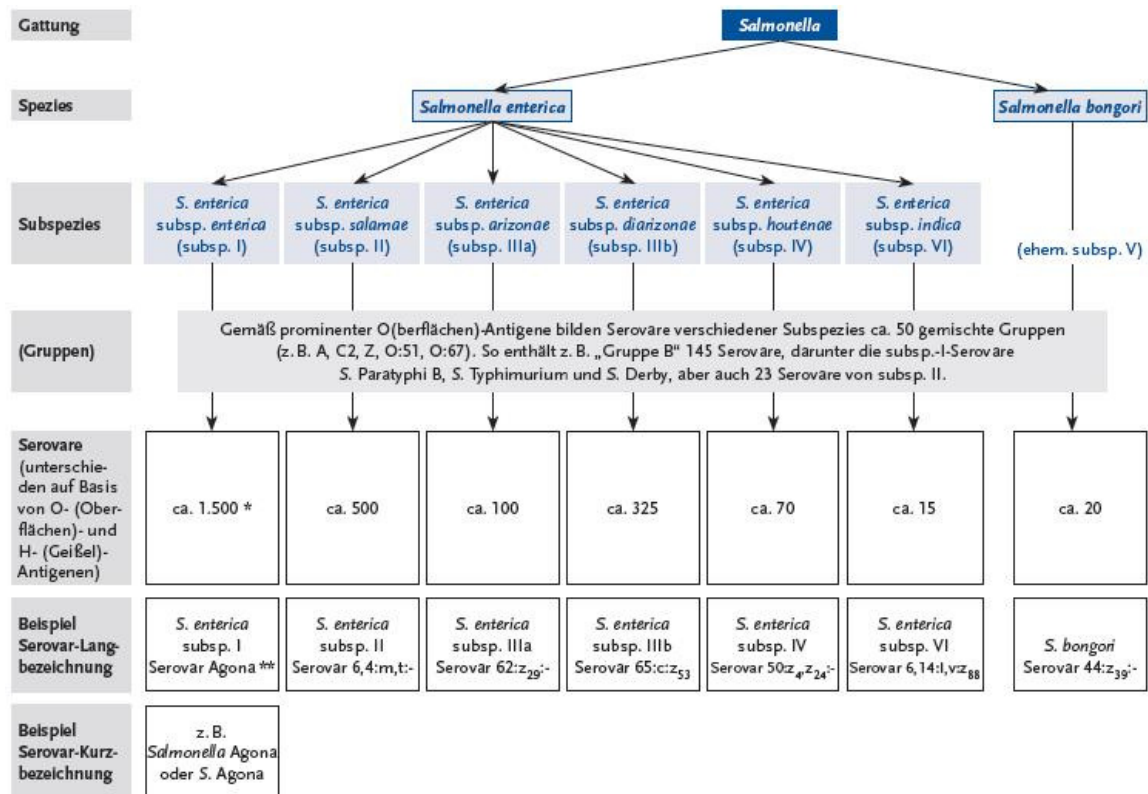 Gattung
Salmonella
Spezies
Salmonella enterica
Salmonella bongori
Subspezies
S. enterica
subsp. enterica
(subsp. I)
S. enterica
subsp. salamae
(subsp. II)
S. enterica
subsp. arizonae
(subsp. IIIa)
S. enterica
subsp. diarizonae
(subsp. IIIb)
S. enterica
subsp. houtenae
(subsp. IV)
S. enterica
subsp. indica
(subsp. VI)
(ehem. subsp. V)
(Gruppen)
Gemäß prominenter O(berflächen)-Antigene bilden Serovare verschiedener Subspezies ca. 50 gemischte Gruppen
(z. B. A, C2, Z, O:51, O:67). So enthält z. B. „Gruppe B“ 145 Serovare, darunter die subsp.-I-Serovare
S. Paratyphi B, S. Typhimurium und S. Derby, aber auch 23 Serovare von subsp. II.
Serovare
(unterschie-
den auf Basis
von O- (Ober-
flächen)- und
H- (Geißel)-
Antigenen)
ca. 1.500 *
ca. 500
ca. 100
ca. 325
ca. 70
ca. 15
ca. 20
Beispiel
Serovar-Lang-
bezeichnung
S. enterica
subsp. I
Serovar Agona **
S. enterica
subsp. II
Serovar 6,4:m,t:-
S. enterica
subsp. IIIa
Serovar 62:z29:-
S. enterica
subsp. IIIb
Serovar 65:c:z53
S. enterica
subsp. IV
Serovar 50:z4,z24:-
S. enterica
subsp. VI
Serovar 6,14:l,v:z88
S. bongori
Serovar 44:z39:-
Beispiel
Serovar-Kurz-
bezeichnung
z. B.
Salmonella Agona
oder S. Agona